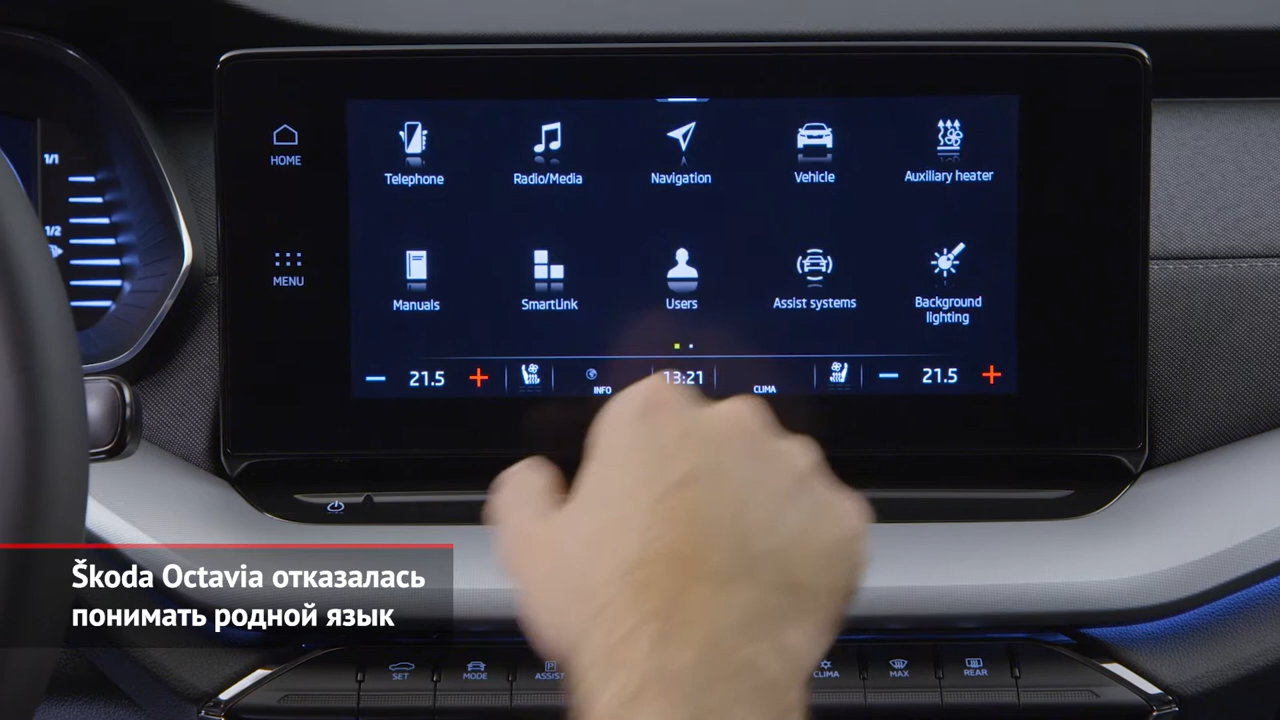 1/1
1/2
HOME
MENU
Telephone
Radio/Media
Navigation
Vehicle
Auxiliary heater
Manuals
SmartLink
Users
Assist systems
Background
lighting
21.5
INFO
13:21
CLIMA
21.5
Škoda Octavia отказалась
понимать родной язык
SET
MODE
ASSIST
CLIMA
MAX
REAR